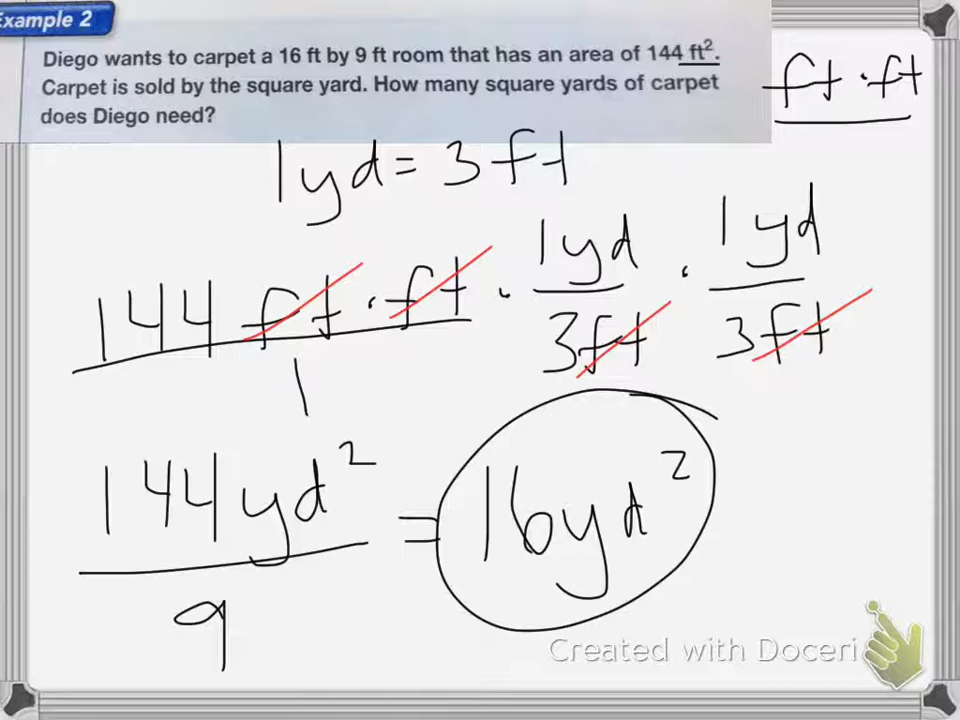 Example 2
Diego wants to carpet a 16 ft by 9 ft room that has an area of 144 ft².
Carpet is sold by the square yard. How many square yards of carpet
does Diego need?
ft · ft
1yd = 3ft
144 ft · ft / 1 · 1yd / 3ft · 1yd / 3ft
144yd² / 9 = 16yd²
Created with Doceri